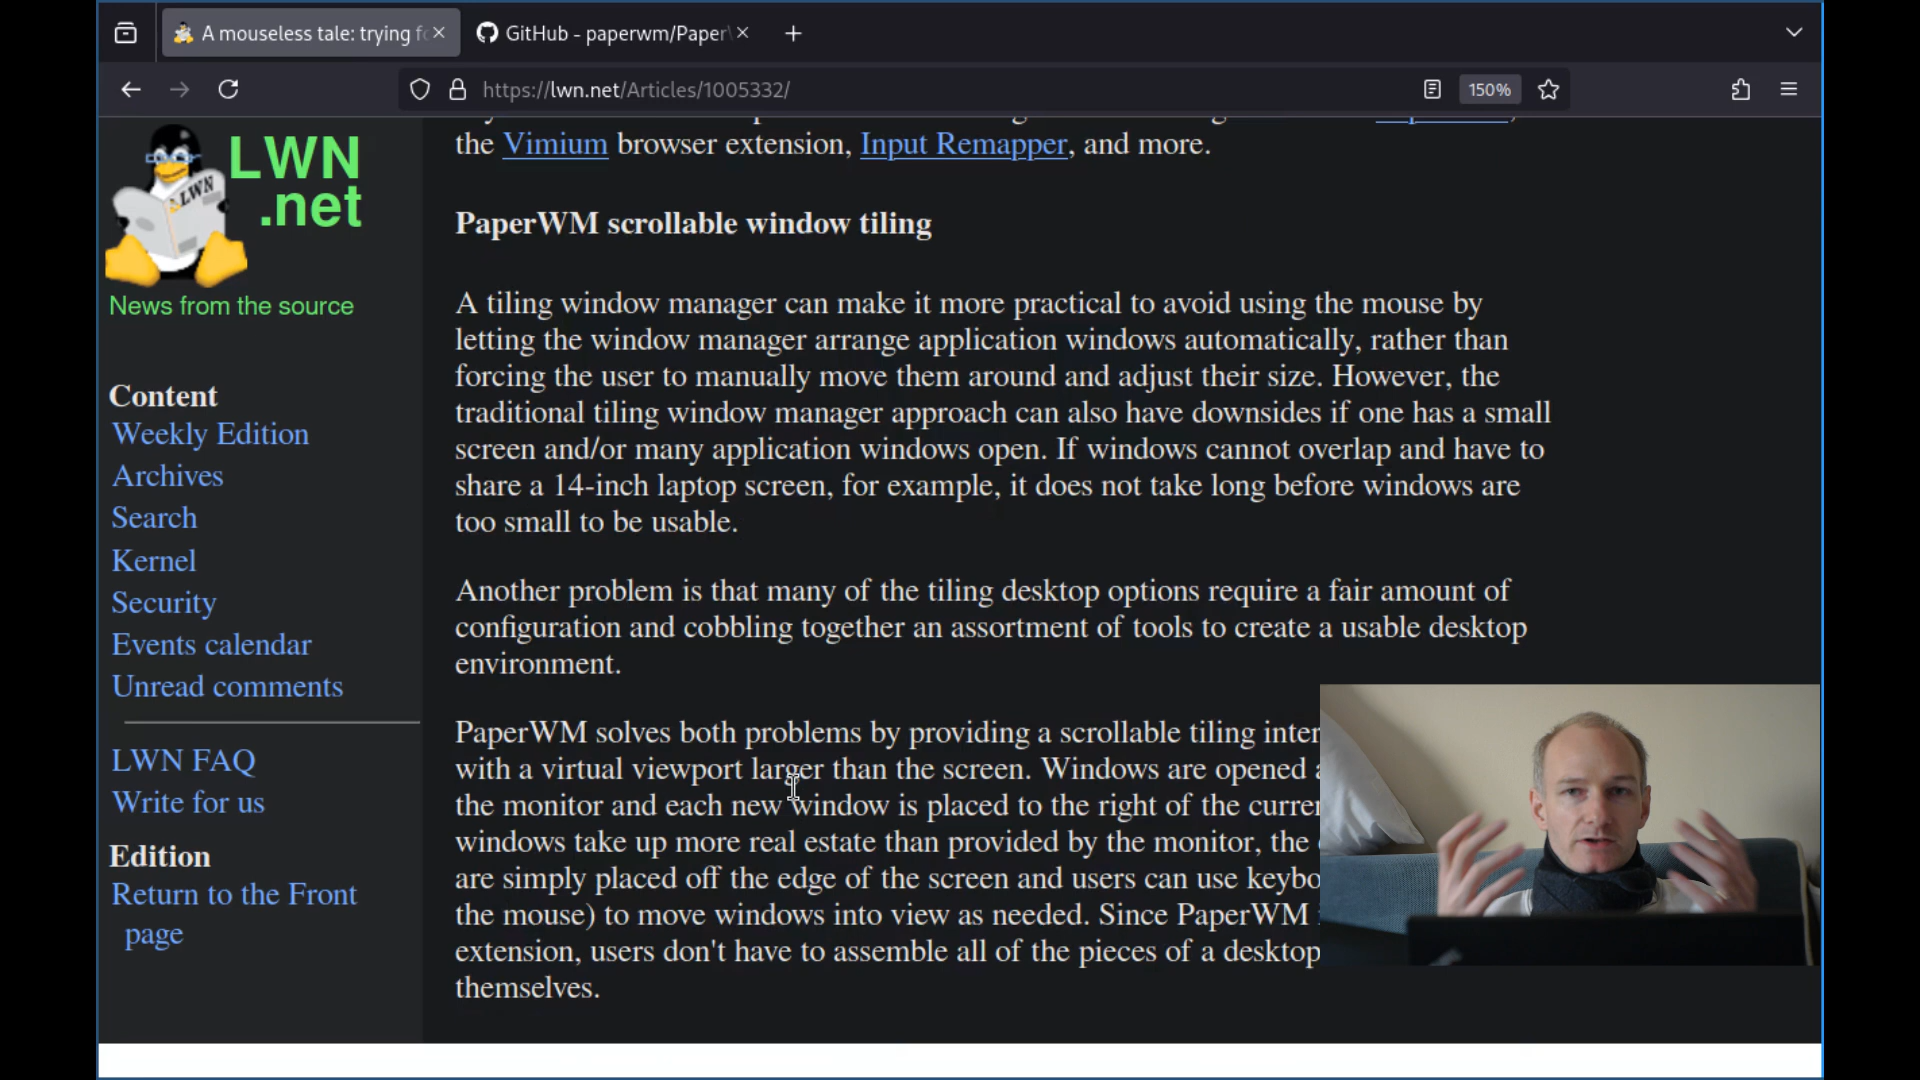 A mouseless tale: trying fo
GitHub - paperwm/Paper
https://lwn.net/Articles/1005332/
150%
LWN
.net
LWN
News from the source
Content
Weekly Edition
Archives
Search
Kernel
Security
Events calendar
Unread comments
LWN FAQ
Write for us
Edition
Return to the Front
page
the Vimium browser extension, Input Remapper, and more.
PaperWM scrollable window tiling
A tiling window manager can make it more practical to avoid using the mouse by
letting the window manager arrange application windows automatically, rather than
forcing the user to manually move them around and adjust their size. However, the
traditional tiling window manager approach can also have downsides if one has a small
screen and/or many application windows open. If windows cannot overlap and have to
share a 14-inch laptop screen, for example, it does not take long before windows are
too small to be usable.
Another problem is that many of the tiling desktop options require a fair amount of
configuration and cobbling together an assortment of tools to create a usable desktop
environment.
PaperWM solves both problems by providing a scrollable tiling inter
with a virtual viewport larger than the screen. Windows are opened
the monitor and each new window is placed to the right of the curre
windows take up more real estate than provided by the monitor, the
are simply placed off the edge of the screen and users can use keybo
the mouse) to move windows into view as needed. Since PaperWM
extension, users don't have to assemble all of the pieces of a desktop
themselves.